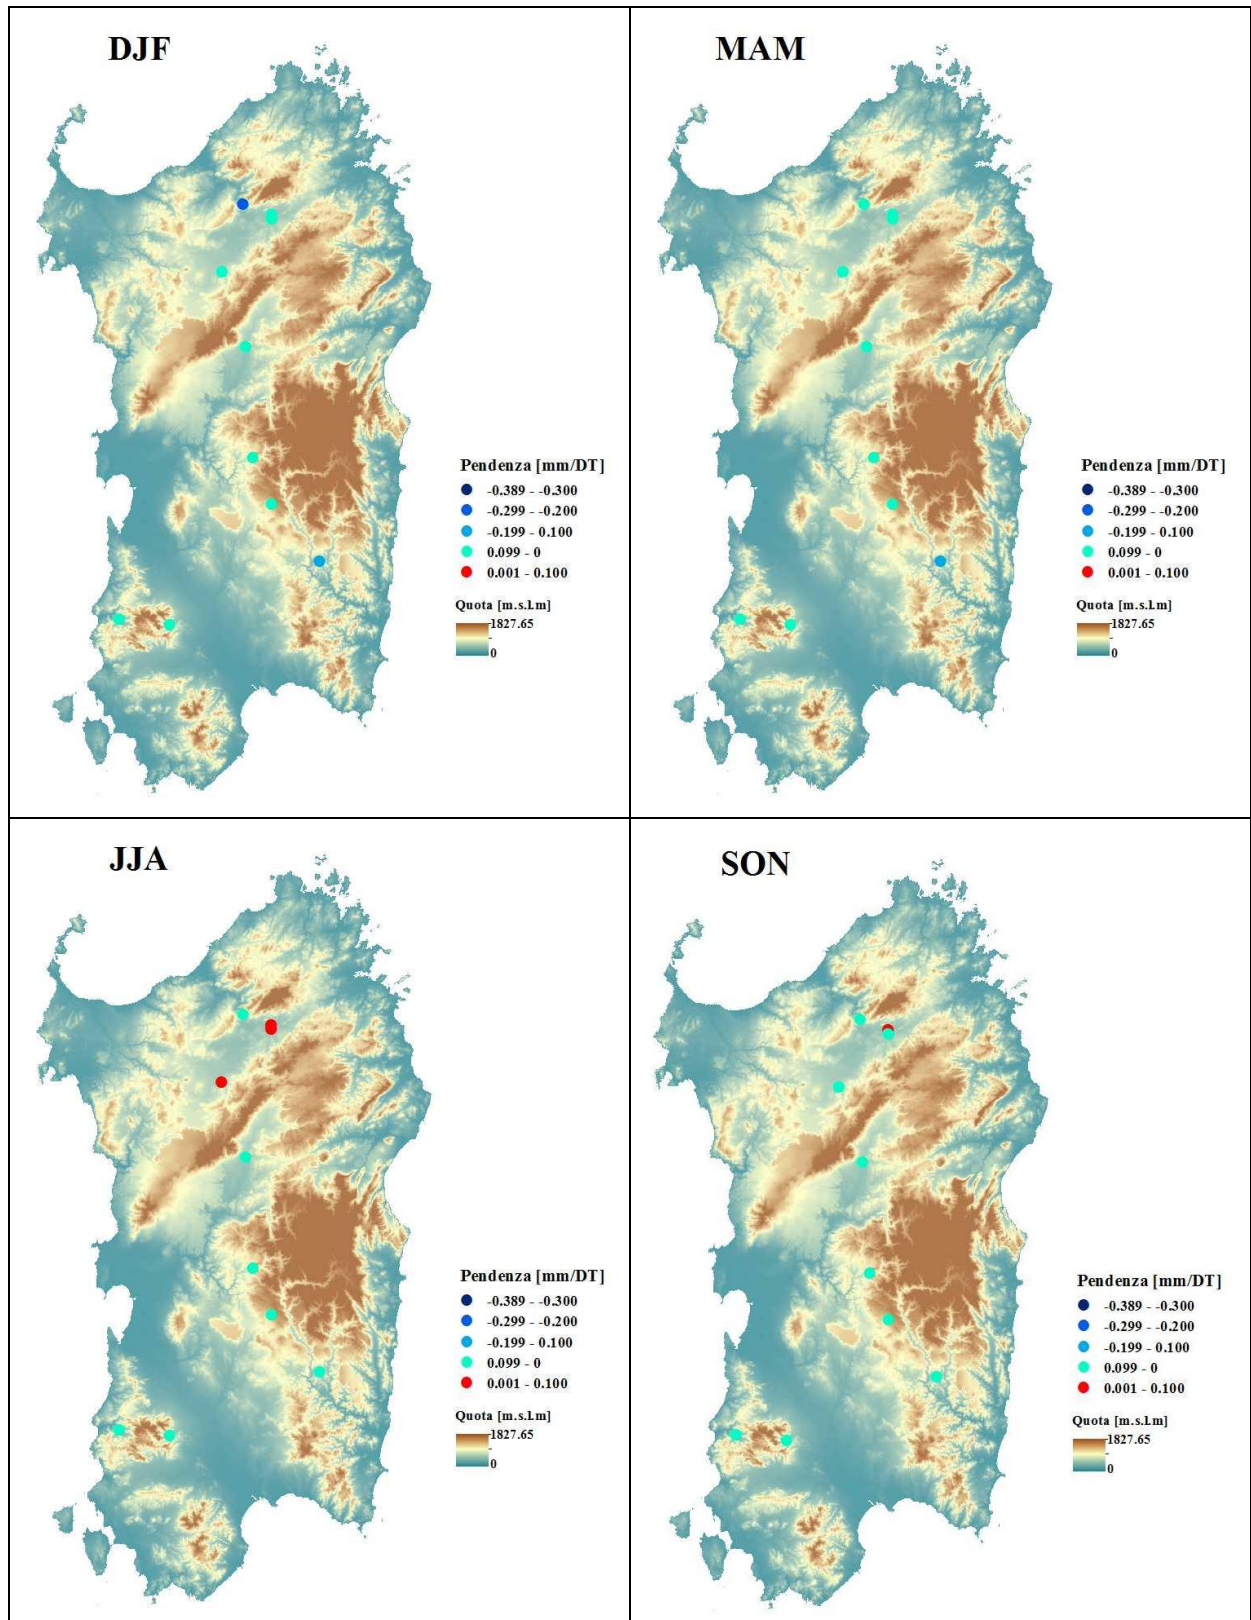 DJF
Pendenza [mm/DT]
-0.389 - -0.300
-0.299 - -0.200
-0.199 - 0.100
0.099 - 0
0.001 - 0.100
Quota [m.s.l.m]
1827.65
0
MAM
Pendenza [mm/DT]
-0.389 - -0.300
-0.299 - -0.200
-0.199 - 0.100
0.099 - 0
0.001 - 0.100
Quota [m.s.l.m]
1827.65
0
JJA
Pendenza [mm/DT]
-0.389 - -0.300
-0.299 - -0.200
-0.199 - 0.100
0.099 - 0
0.001 - 0.100
Quota [m.s.l.m]
1827.65
0
SON
Pendenza [mm/DT]
-0.389 - -0.300
-0.299 - -0.200
-0.199 - 0.100
0.099 - 0
0.001 - 0.100
Quota [m.s.l.m]
1827.65
0